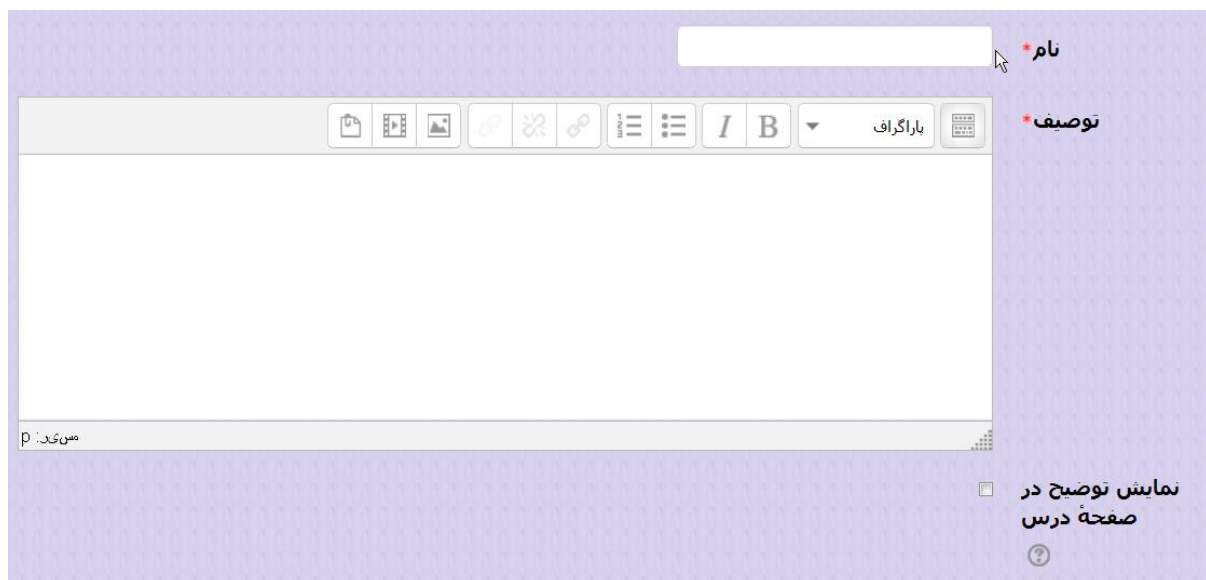 نام*
توصیف*
پاراگراف
مسیر: p
نمایش توضیح در
صفحهٔ درس